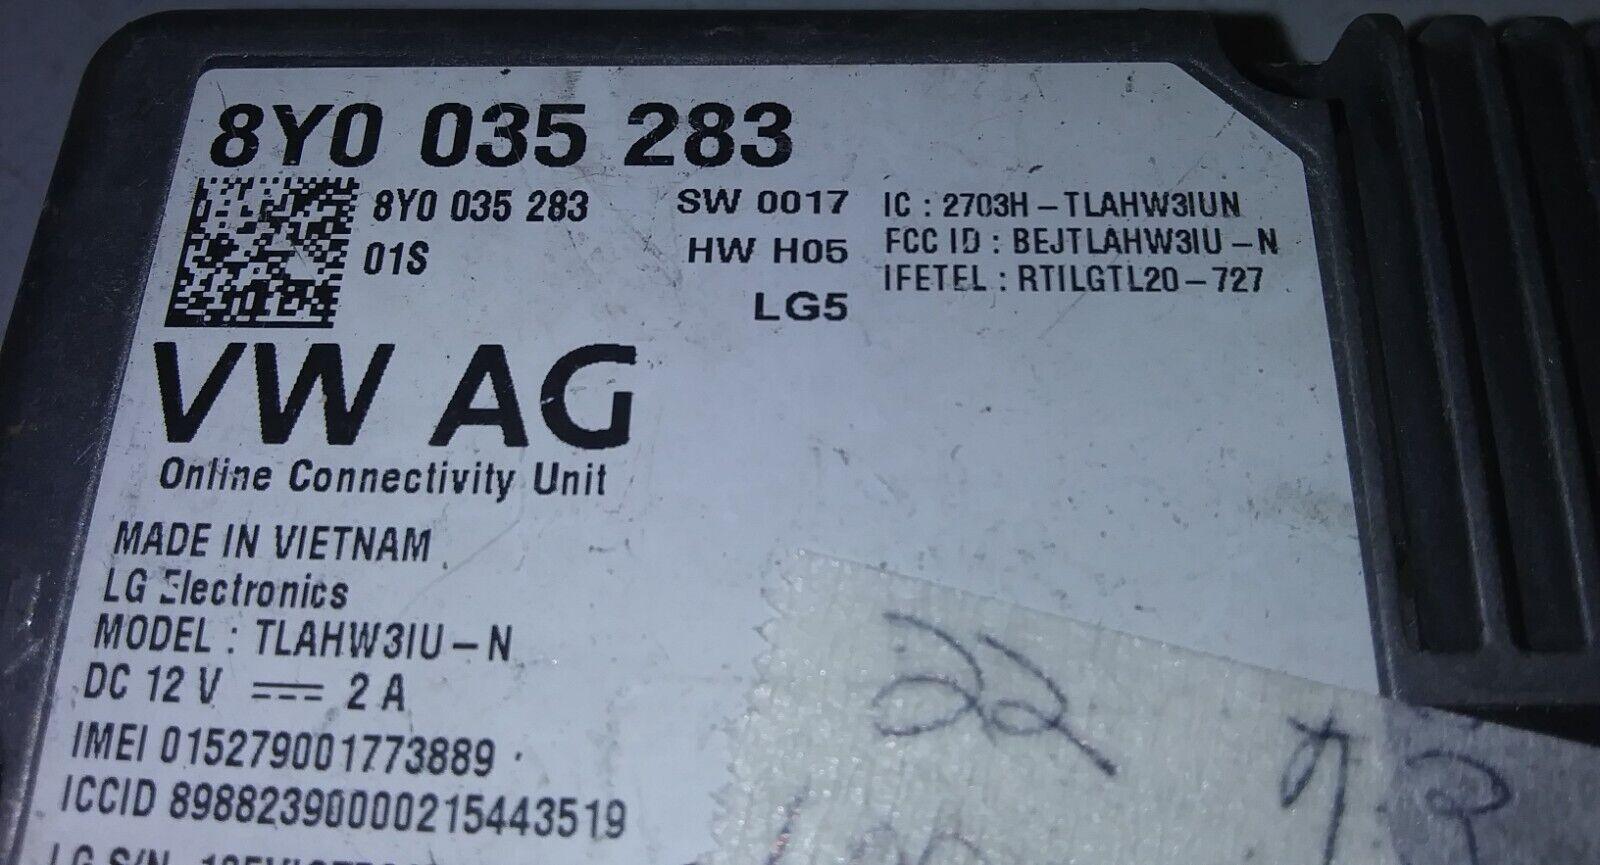 8Y0 035 283
8Y0 035 283
01S
SW 0017
HW H05
LG5
IC : 2703H-TLAHW3IUN
FCC ID : BEJTLAHW3IU-N
IFETEL : RTILGTL20-727
VW AG
Online Connectivity Unit
MADE IN VIETNAM
LG Electronics
MODEL : TLAHW3IU-N
DC 12 V ⎓ 2 A
IMEI 015279001773889
ICCID 89882390000215443519
LG S/N
22